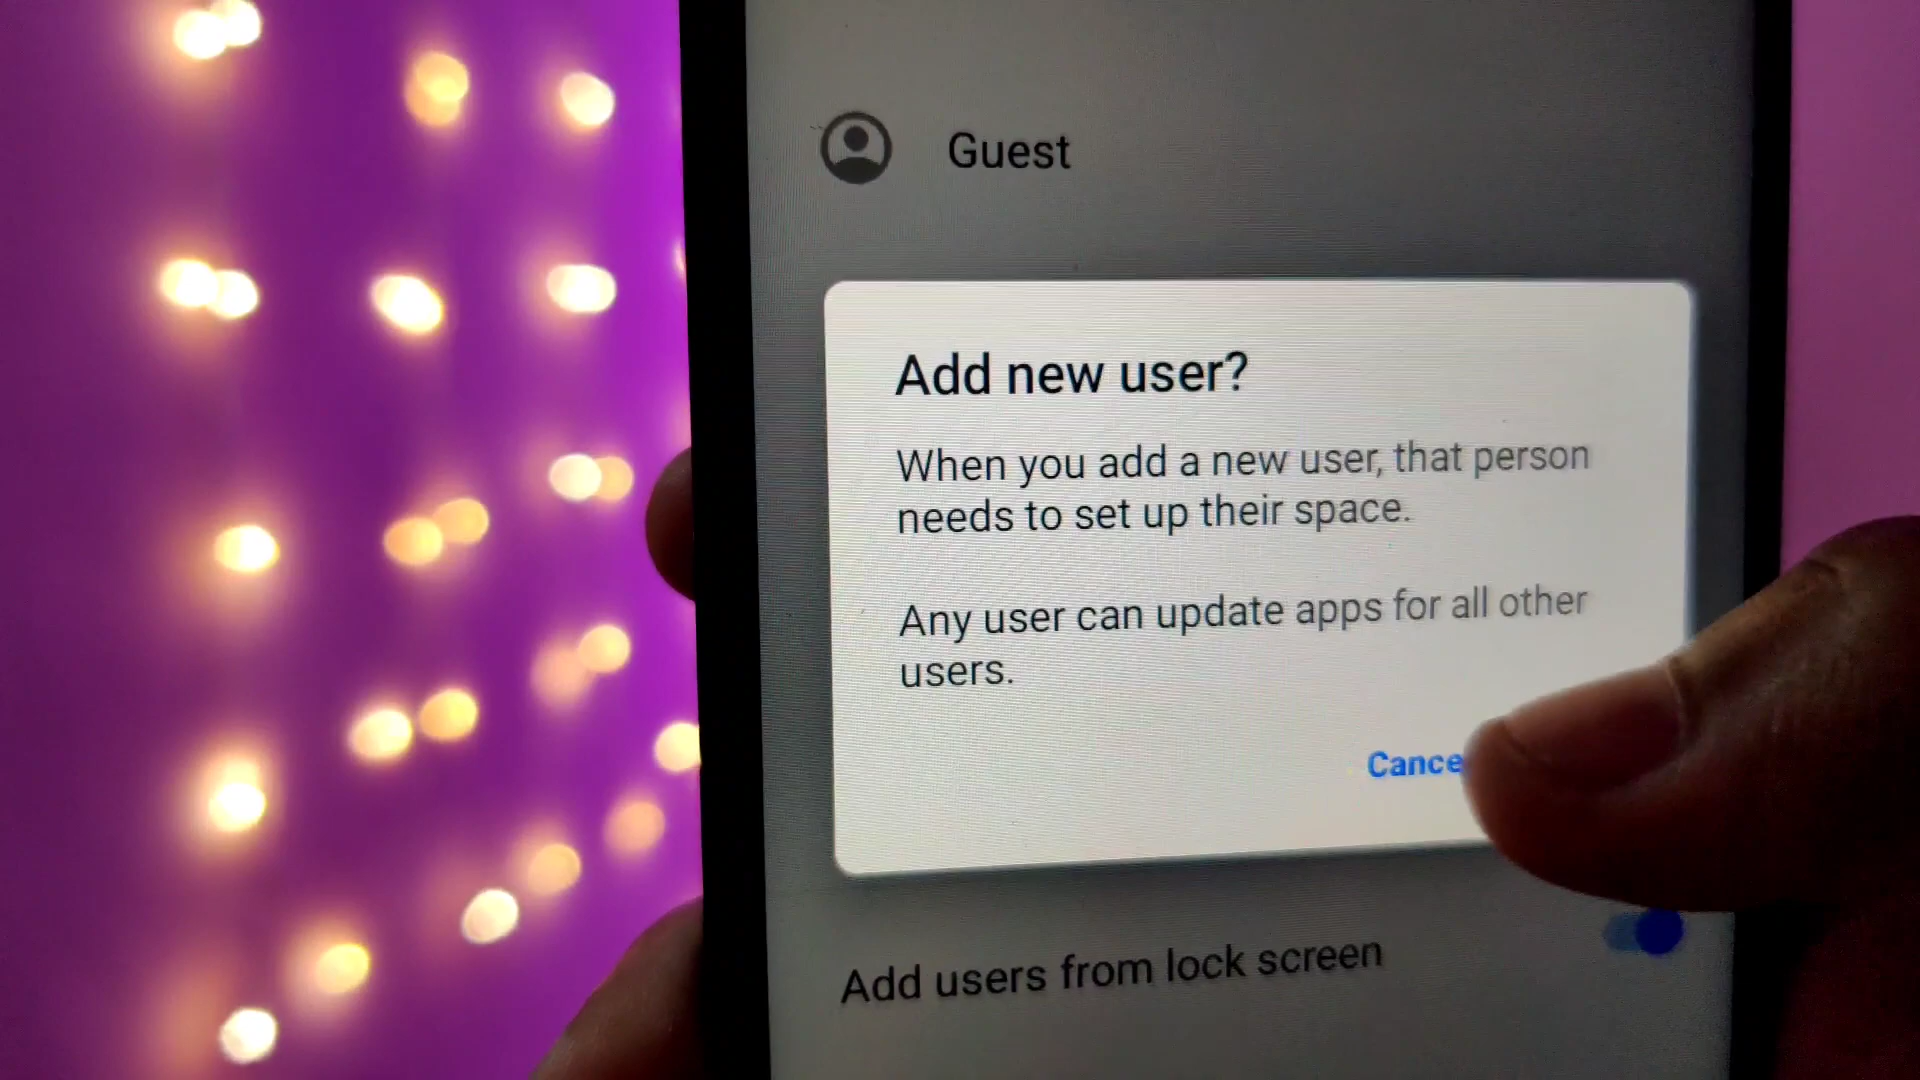 Guest
Add new user?
When you add a new user, that person
needs to set up their space.
Any user can update apps for all other
users.
Add users from lock screen